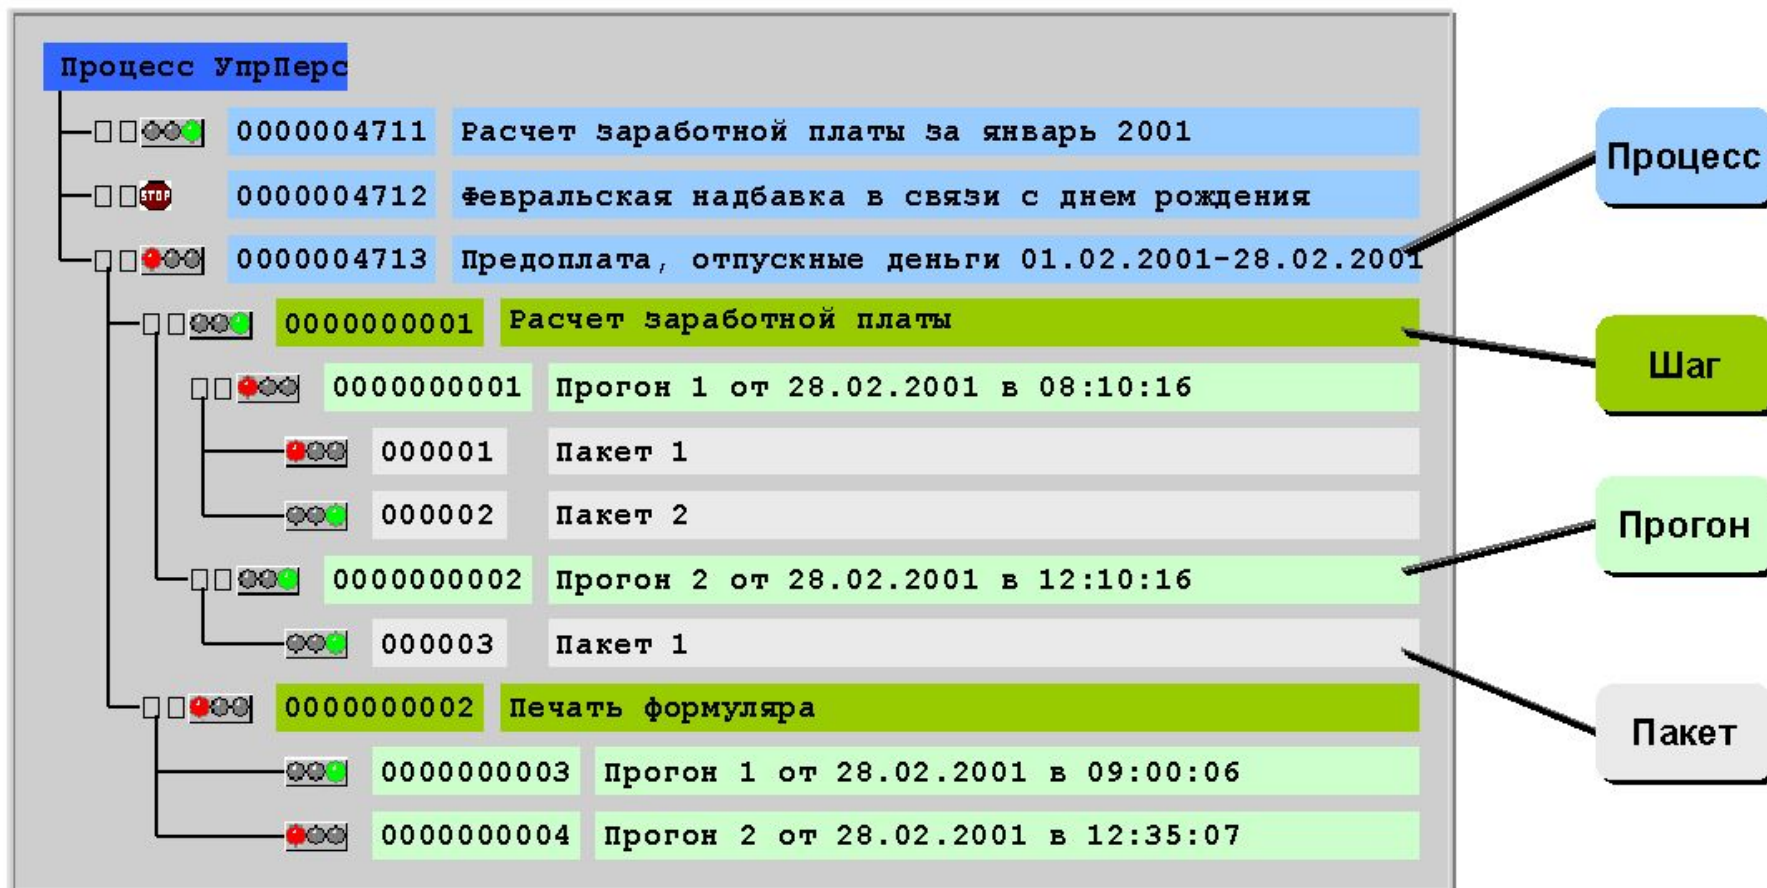 Процесс УпрПерс
0000004711 Расчет заработной платы за январь 2001
STOP 0000004712 Февральская надбавка в связи с днем рождения
0000004713 Предоплата, отпускные деньги 01.02.2001-28.02.2001
0000000001 Расчет заработной платы
0000000001 Прогон 1 от 28.02.2001 в 08:10:16
000001 Пакет 1
000002 Пакет 2
0000000002 Прогон 2 от 28.02.2001 в 12:10:16
000003 Пакет 1
0000000002 Печать формуляра
0000000003 Прогон 1 от 28.02.2001 в 09:00:06
0000000004 Прогон 2 от 28.02.2001 в 12:35:07
Процесс
Шаг
Прогон
Пакет